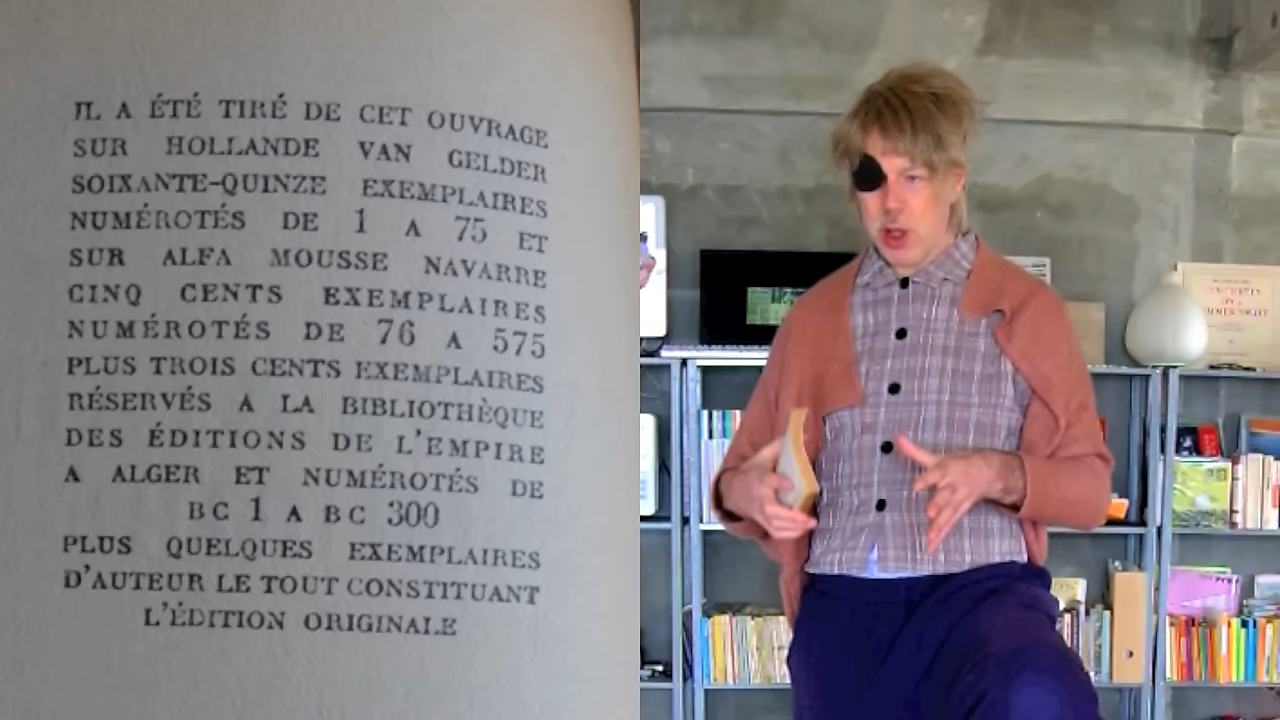 IL A ÉTÉ TIRÉ DE CET OUVRAGE
SUR HOLLANDE VAN GELDER
SOIXANTE-QUINZE EXEMPLAIRES
NUMÉROTÉS DE 1 A 75 ET
SUR ALFA MOUSSE NAVARRE
CINQ CENTS EXEMPLAIRES
NUMÉROTÉS DE 76 A 575
PLUS TROIS CENTS EXEMPLAIRES
RÉSERVÉS A LA BIBLIOTHÈQUE
DES ÉDITIONS DE L'EMPIRE
A ALGER ET NUMÉROTÉS DE
BC 1 A BC 300
PLUS QUELQUES EXEMPLAIRES
D'AUTEUR LE TOUT CONSTITUANT
L'ÉDITION ORIGINALE